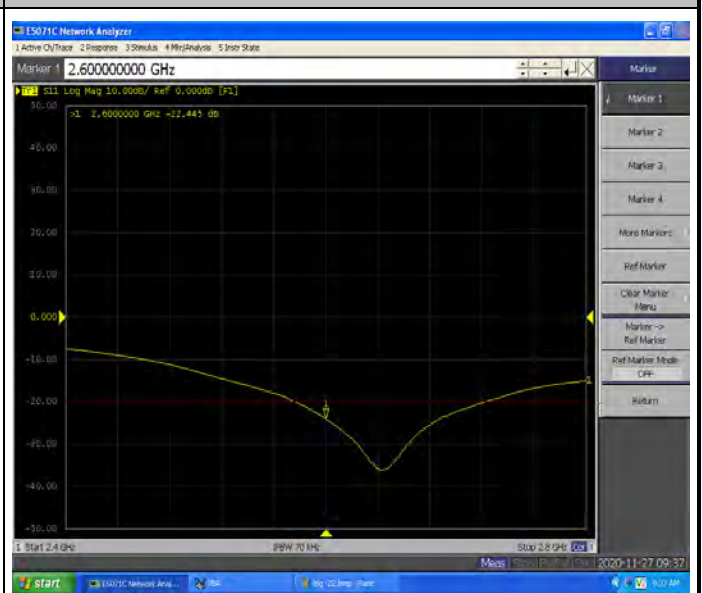 E5071C Network Analyzer
1 Active Ch/Trace 2 Response 3 Stimulus 4 Mkr/Analysis 5 Instr State
Marker 1 2.600000000 GHz
Marker
Tr1 S11 Log Mag 10.00dB/ Ref 0.000dB [F1]
50.00
>1 2.6000000 GHz -22.445 dB
Marker 1
Marker 2
40.00
Marker 3
30.00
Marker 4
20.00
More Markers
10.00
Ref Marker
Clear Marker
Menu
0.000
Marker ->
Ref Marker
-10.00
Ref Marker Mode
OFF
1
-20.00
1
Return
-30.00
-40.00
-50.00
1 Start 2.4 GHz IFBW 70 kHz Stop 2.8 GHz Cor
Meas 2020-11-27 09:37
start E5071C Network Anal...